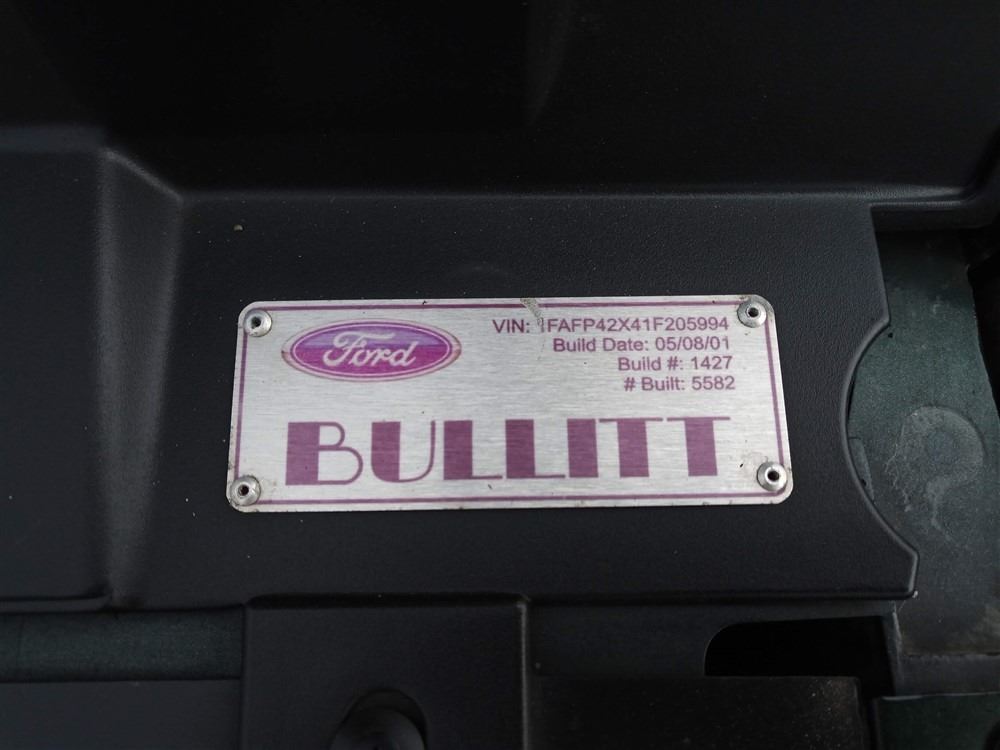 Ford
VIN: 1FAFP42X41F205994
Build Date: 05/08/01
Build #: 1427
# Built: 5582
BULLITT